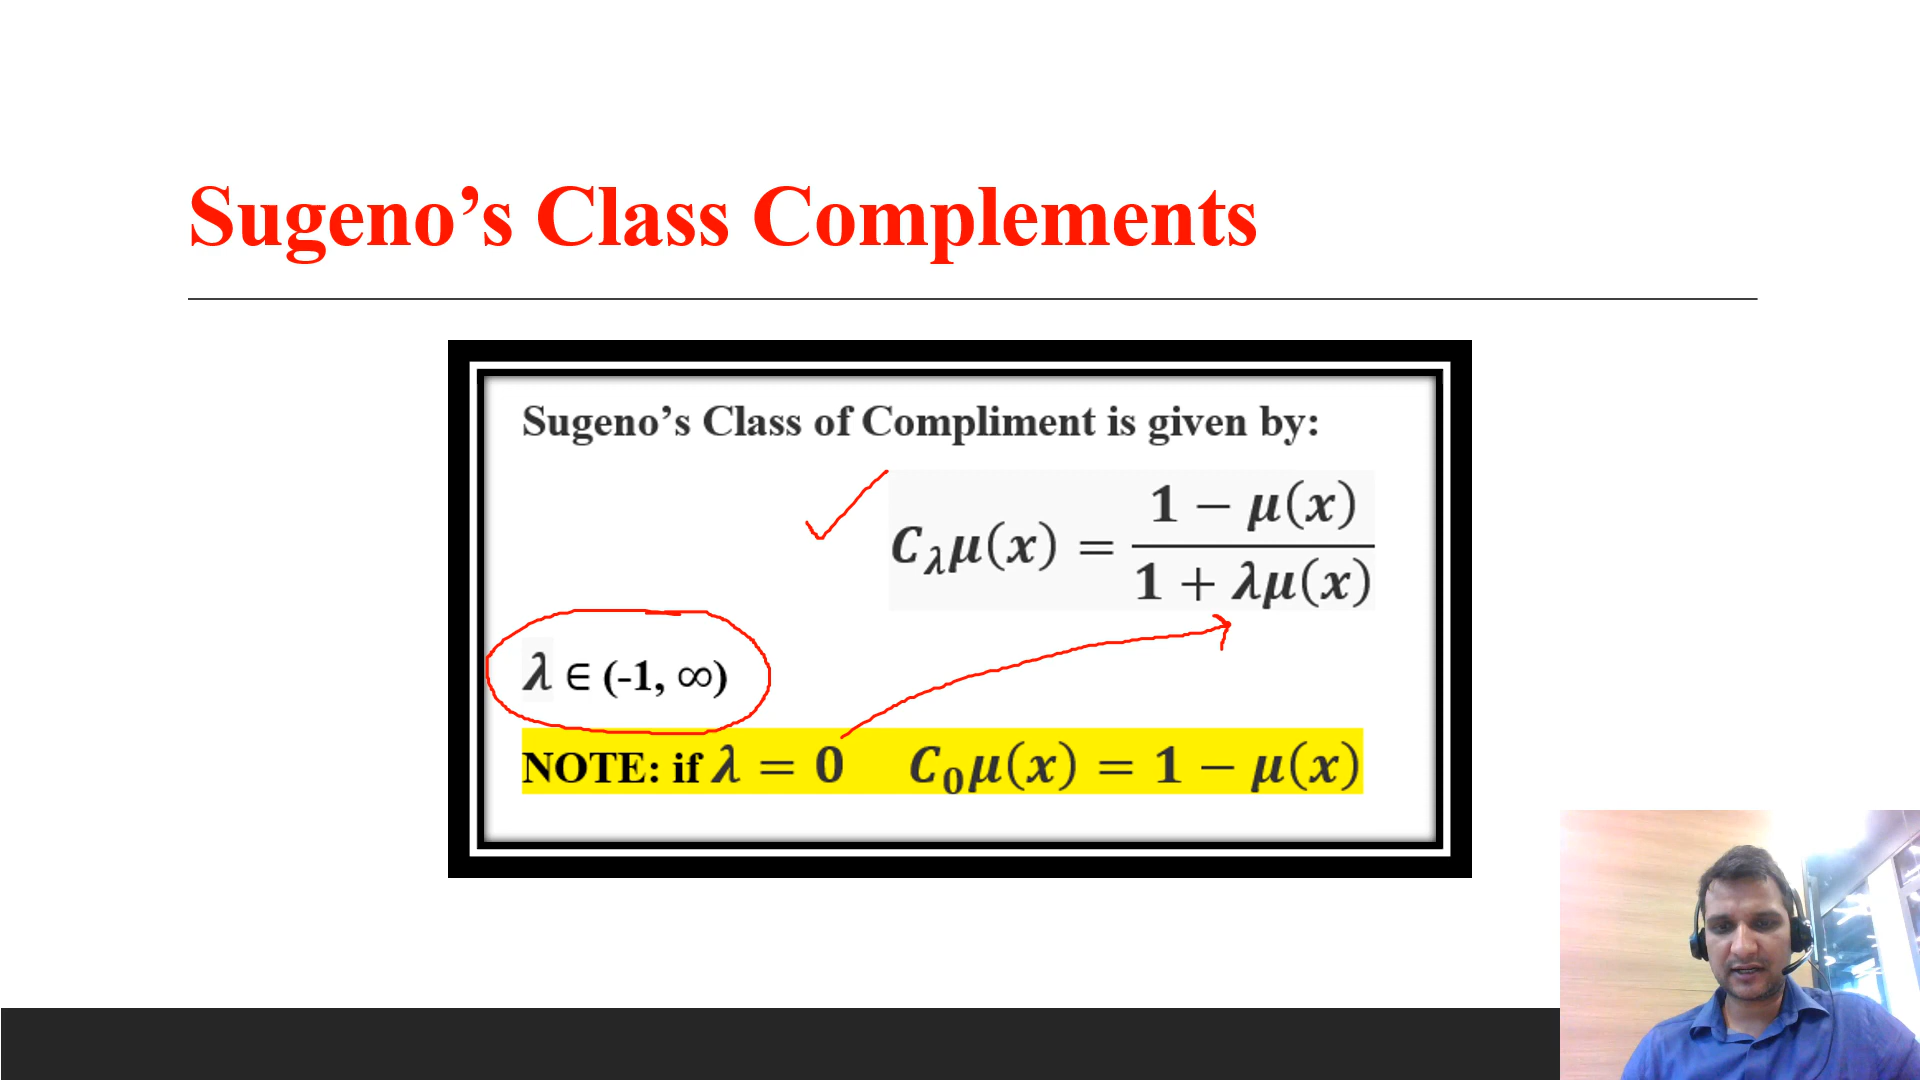 Sugeno’s Class Complements
Sugeno’s Class of Compliment is given by:
C_λμ(x) = (1 − μ(x)) / (1 + λμ(x))
λ ∈ (-1, ∞)
NOTE: if λ = 0 C₀μ(x) = 1 − μ(x)